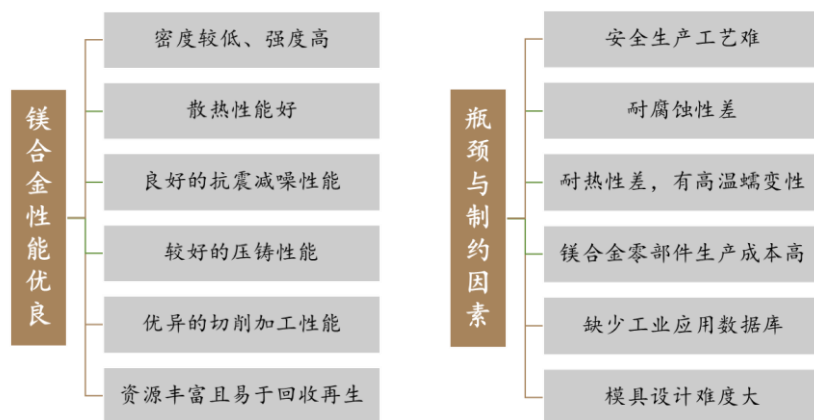 镁合金性能优良
密度较低、强度高
散热性能好
良好的抗震减噪性能
较好的压铸性能
优异的切削加工性能
资源丰富且易于回收再生
瓶颈与制约因素
安全生产工艺难
耐腐蚀性差
耐热性差，有高温蠕变性
镁合金零部件生产成本高
缺少工业应用数据库
模具设计难度大